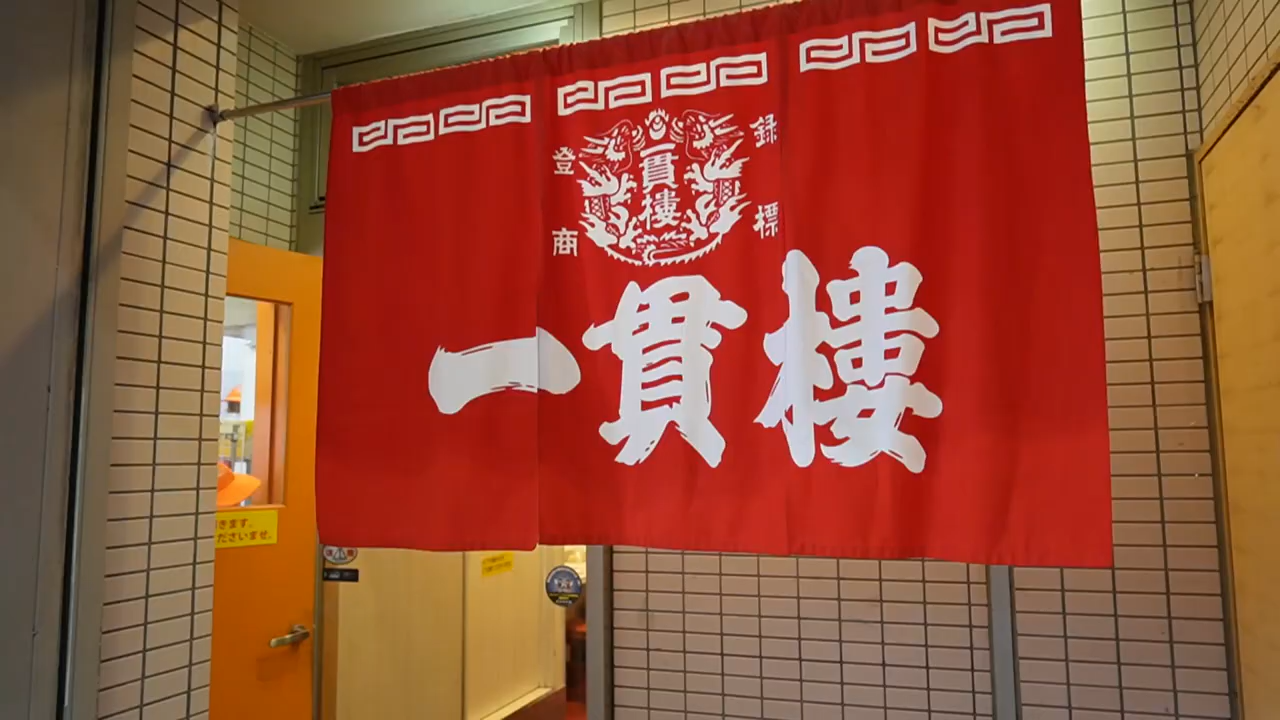 登録
商標
一貫樓
一貫樓
きます。
ださいませ。